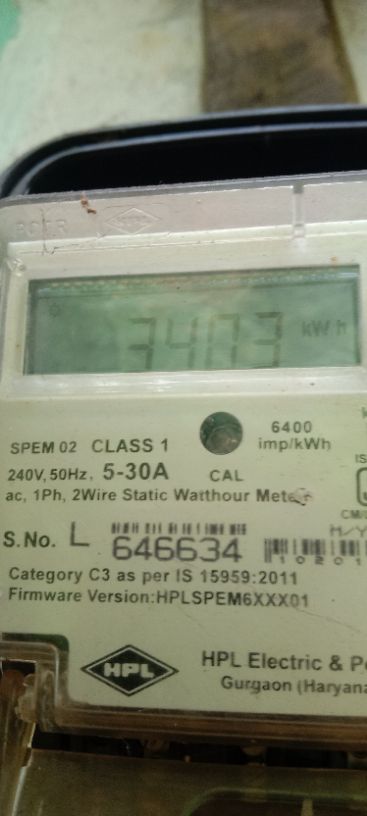 HPL
3403 kWh
6400
imp/kWh
SPEM 02 CLASS 1
240V, 50Hz, 5-30A CAL
ac, 1Ph, 2Wire Static Watthour Meter
S.No. L 646634
Category C3 as per IS 15959:2011
Firmware Version:HPLSPEM6XXX01
HPL
HPL Electric &
Gurgaon (Haryana